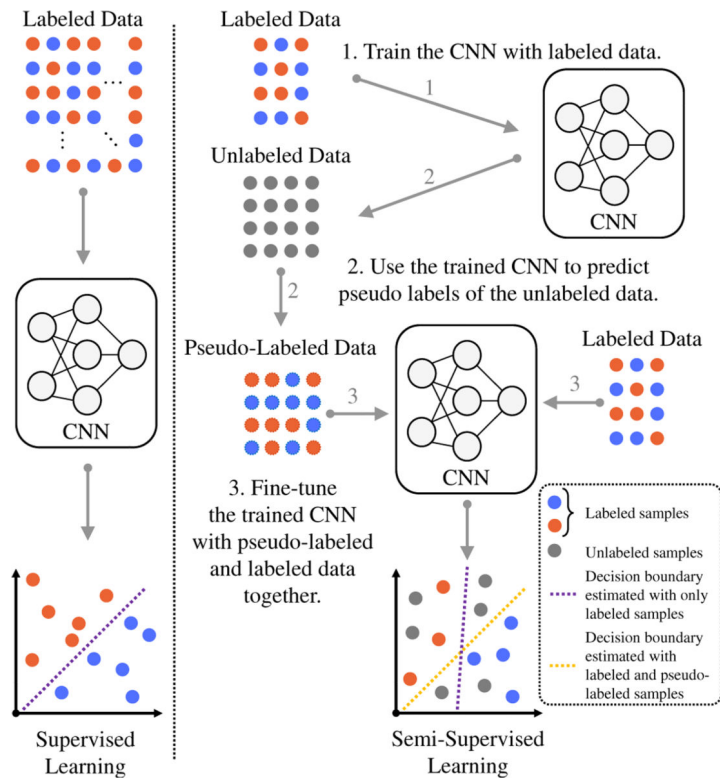 Labeled Data
...
CNN
Supervised
Learning
Labeled Data
1. Train the CNN with labeled data.
1
CNN
Unlabeled Data
2
2. Use the trained CNN to predict
pseudo labels of the unlabeled data.
2
Pseudo-Labeled Data
3
CNN
Labeled Data
3
3. Fine-tune
the trained CNN
with pseudo-labeled
and labeled data
together.
Labeled samples
Unlabeled samples
Decision boundary
estimated with only
labeled samples
Decision boundary
estimated with
labeled and pseudo-
labeled samples
Semi-Supervised
Learning